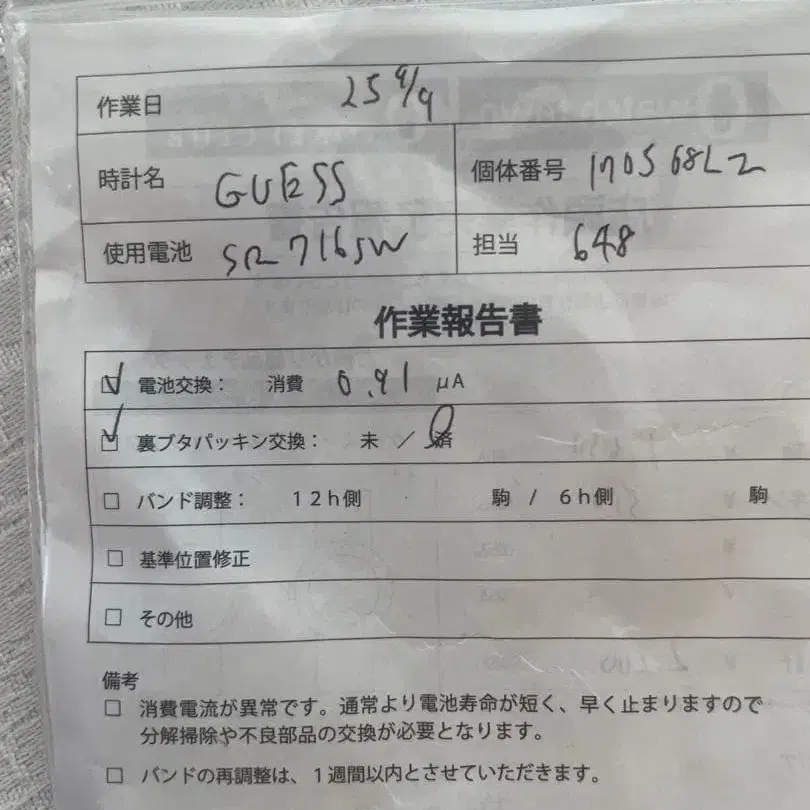 作業日 25 9/9
時計名 GUESS 個体番号 170568L2
使用電池 SR716SW 担当 648
作業報告書
☑ 電池交換： 消費 0.91 μA
☑ 裏ブタパッキン交換： 未 ／ 済
□ バンド調整： 12h側 駒 / 6h側 駒
□ 基準位置修正
□ その他
備考
□ 消費電流が異常です。通常より電池寿命が短く、早く止まりますので
分解掃除や不良部品の交換が必要となります。
□ バンドの再調整は、1週間以内とさせていただきます。